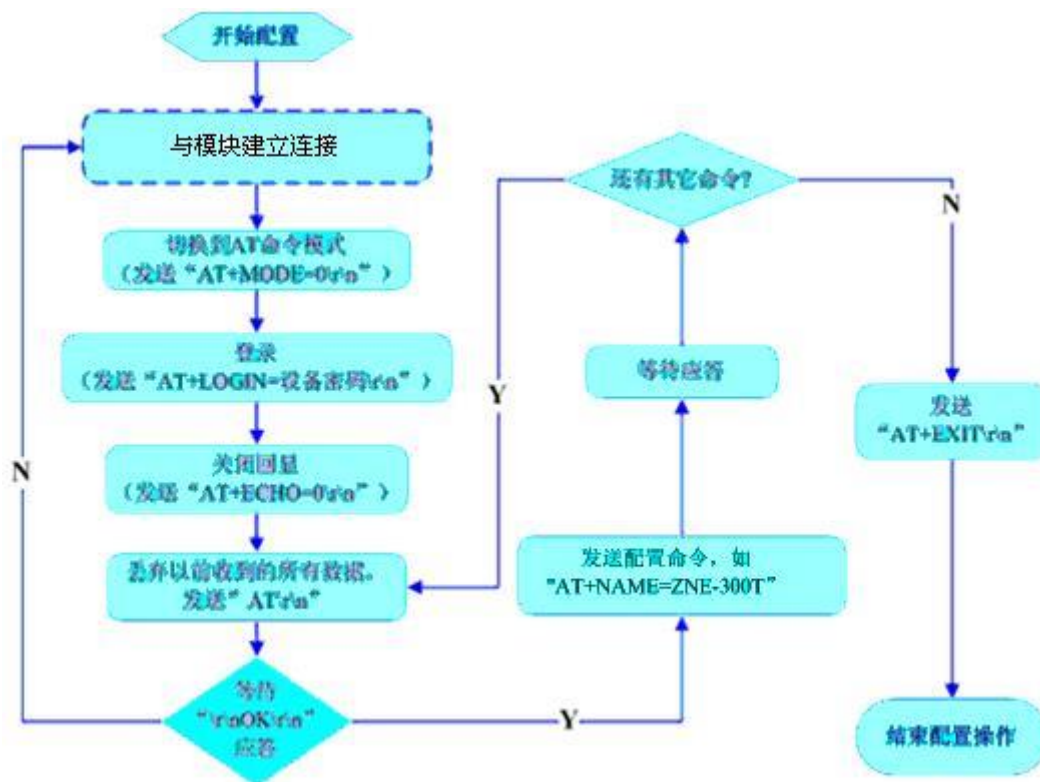 开始配置
与模块建立连接
切换到AT命令模式
（发送“AT+MODE=0\r\n”）
登录
（发送“AT+LOGIN=设备密码\r\n”）
关闭回显
（发送“AT+ECHO=0\r\n”）
丢弃以前收到的所有数据。
发送” AT\r\n”
等待
“\r\nOK\r\n”
应答
N
Y
发送配置命令，如
"AT+NAME=ZNE-300T”
等待应答
还有其它命令?
Y
N
发送
“AT+EXIT\r\n”
结束配置操作